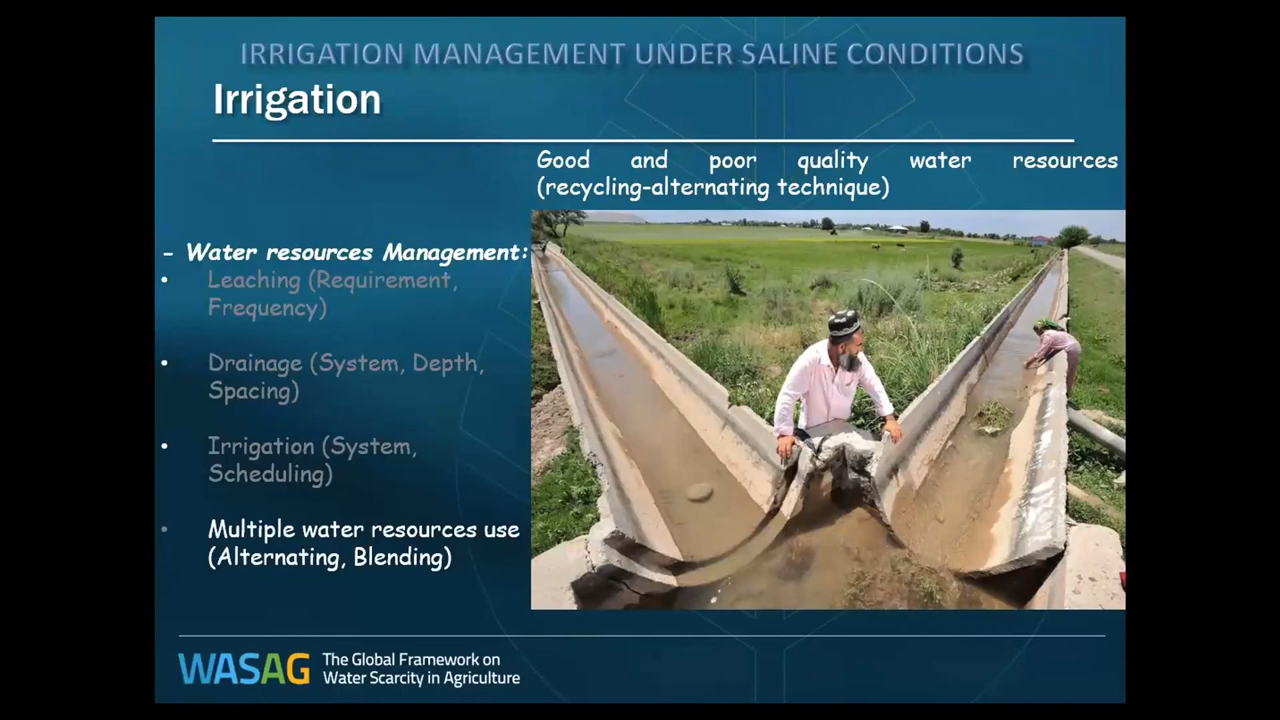 IRRIGATION MANAGEMENT UNDER SALINE CONDITIONS
Irrigation
Good and poor quality water resources
(recycling-alternating technique)
- Water resources Management:
• Leaching (Requirement,
Frequency)
• Drainage (System, Depth,
Spacing)
• Irrigation (System,
Scheduling)
• Multiple water resources use
(Alternating, Blending)
WASAG
The Global Framework on
Water Scarcity in Agriculture